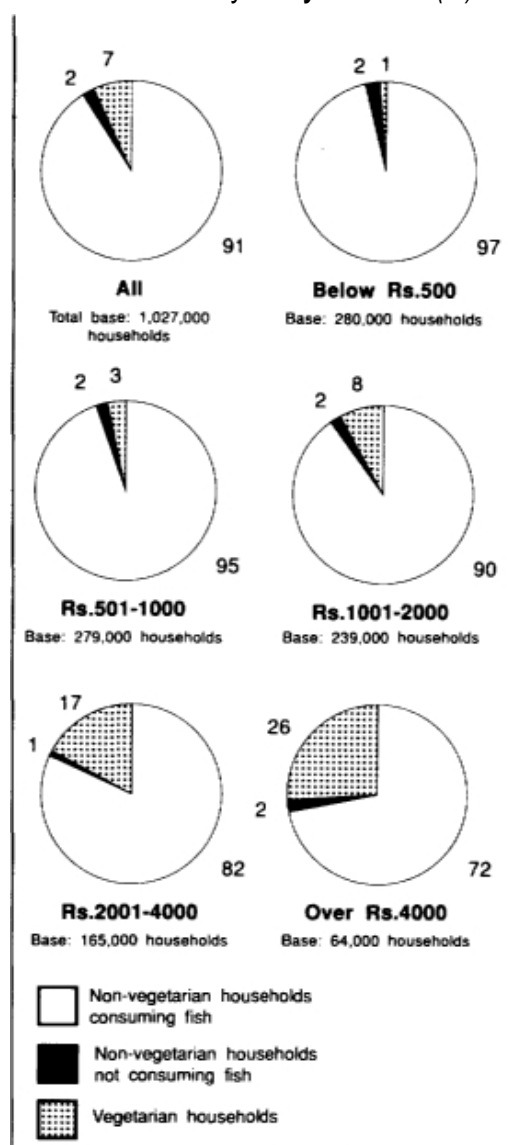 2 7
91
All
Total base: 1,027,000
households
2 1
97
Below Rs.500
Base: 280,000 households
2 3
95
Rs.501-1000
Base: 279,000 households
2 8
90
Rs.1001-2000
Base: 239,000 households
17
1
82
Rs.2001-4000
Base: 165,000 households
26
2
72
Over Rs.4000
Base: 64,000 households
Non-vegetarian households
consuming fish
Non-vegetarian households
not consuming fish
Vegetarian households